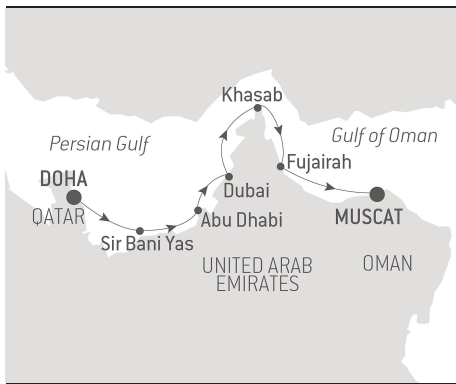 Khasab
Persian Gulf
Gulf of Oman
Fujairah
DOHA
Dubai
QATAR
Abu Dhabi
MUSCAT
Sir Bani Yas
UNITED ARAB
EMIRATES
OMAN